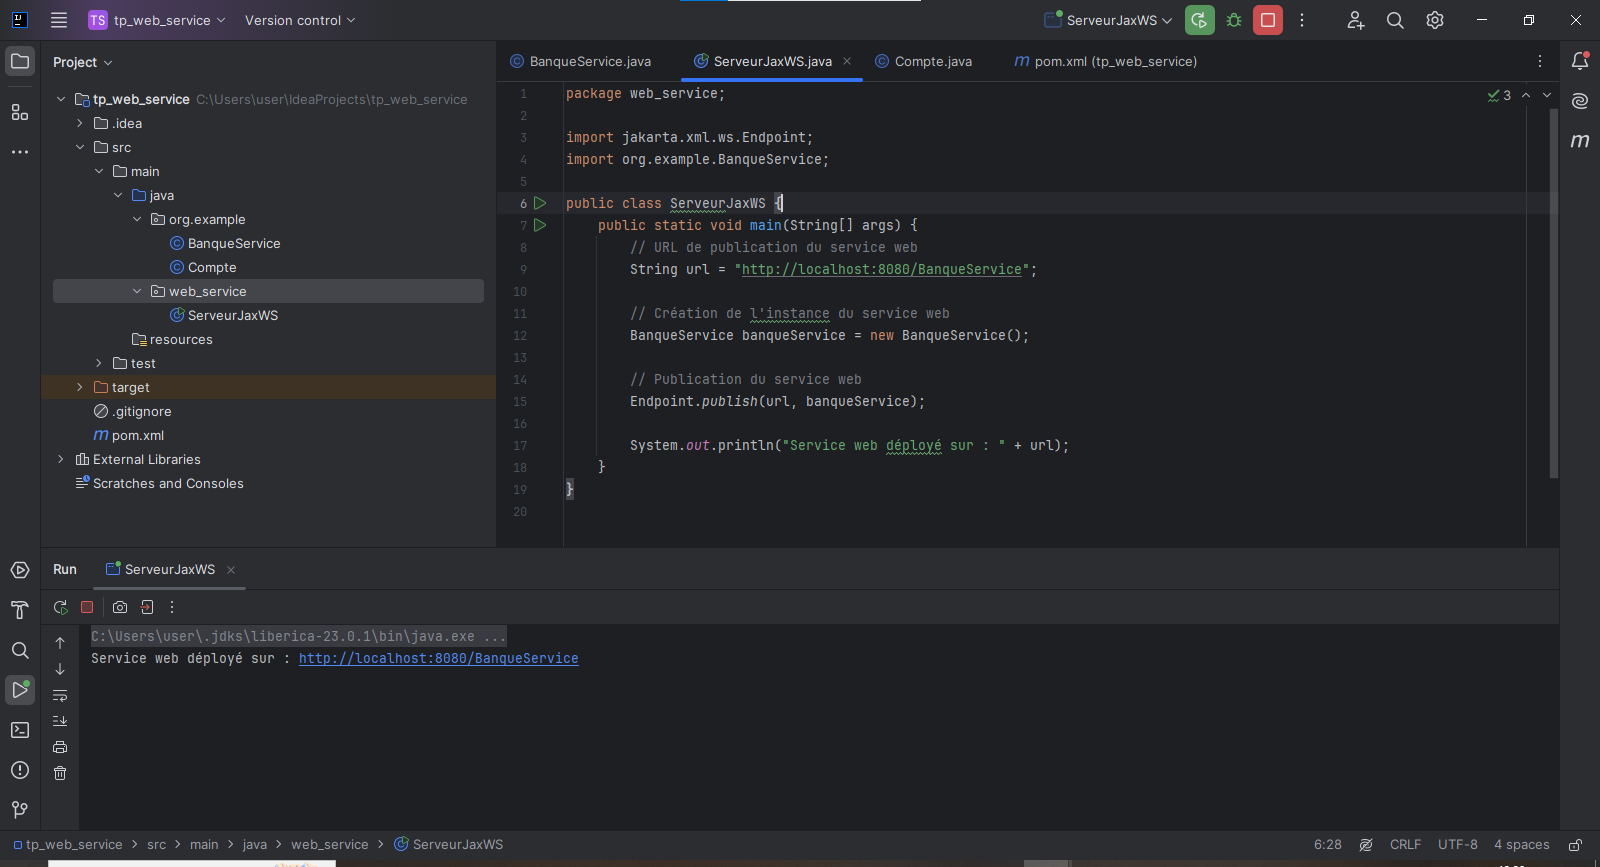 TS tp_web_service Version control ServeurJaxWS
Project
tp_web_service C:\Users\user\IdeaProjects\tp_web_service
.idea
src
main
java
org.example
BanqueService
Compte
web_service
ServeurJaxWS
resources
test
target
.gitignore
m pom.xml
External Libraries
Scratches and Consoles
BanqueService.java ServeurJaxWS.java Compte.java m pom.xml (tp_web_service)
3
1 package web_service;
2
3 import jakarta.xml.ws.Endpoint;
4 import org.example.BanqueService;
5
6 public class ServeurJaxWS {
7 public static void main(String[] args) {
8 // URL de publication du service web
9 String url = "http://localhost:8080/BanqueService";
10
11 // Création de l'instance du service web
12 BanqueService banqueService = new BanqueService();
13
14 // Publication du service web
15 Endpoint.publish(url, banqueService);
16
17 System.out.println("Service web déployé sur : " + url);
18 }
19 }
20
Run ServeurJaxWS
C:\Users\user\.jdks\liberica-23.0.1\bin\java.exe ...
Service web déployé sur : http://localhost:8080/BanqueService
tp_web_service > src > main > java > web_service > ServeurJaxWS 6:28 CRLF UTF-8 4 spaces